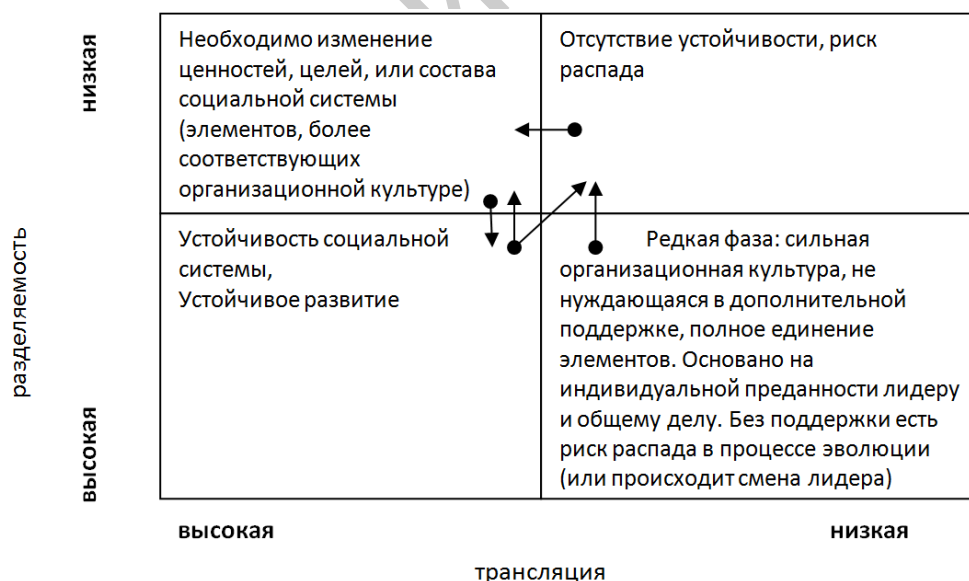 низкая
Необходимо изменение
ценностей, целей, или состава
социальной системы
(элементов, более
соответствующих
организационной культуре)
Отсутствие устойчивости, риск
распада
разделяемость
высокая
Устойчивость социальной
системы,
Устойчивое развитие
Редкая фаза: сильная
организационная культура, не
нуждающаяся в дополнительной
поддержке, полное единение
элементов. Основано на
индивидуальной преданности лидеру
и общему делу. Без поддержки есть
риск распада в процессе эволюции
(или происходит смена лидера)
высокая
низкая
трансляция